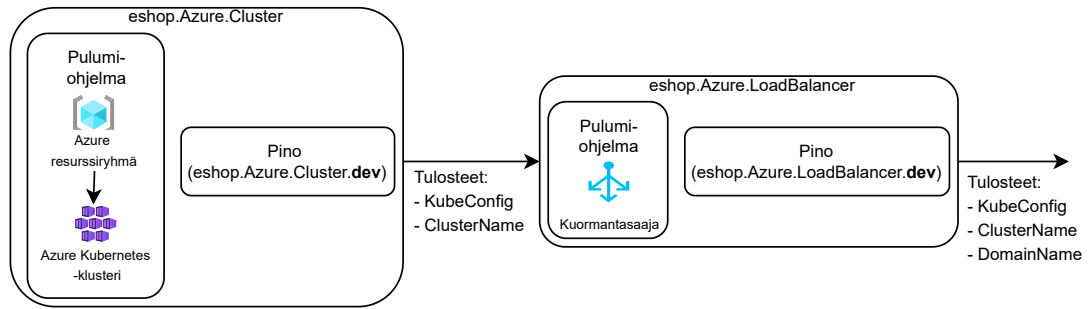 eshop.Azure.Cluster
Pulumi-
ohjelma
Azure
resurssiryhmä
Azure Kubernetes
-klusteri
Pino
(eshop.Azure.Cluster.dev)
Tulosteet:
- KubeConfig
- ClusterName
eshop.Azure.LoadBalancer
Pulumi-
ohjelma
Kuormantasaaja
Pino
(eshop.Azure.LoadBalancer.dev)
Tulosteet:
- KubeConfig
- ClusterName
- DomainName